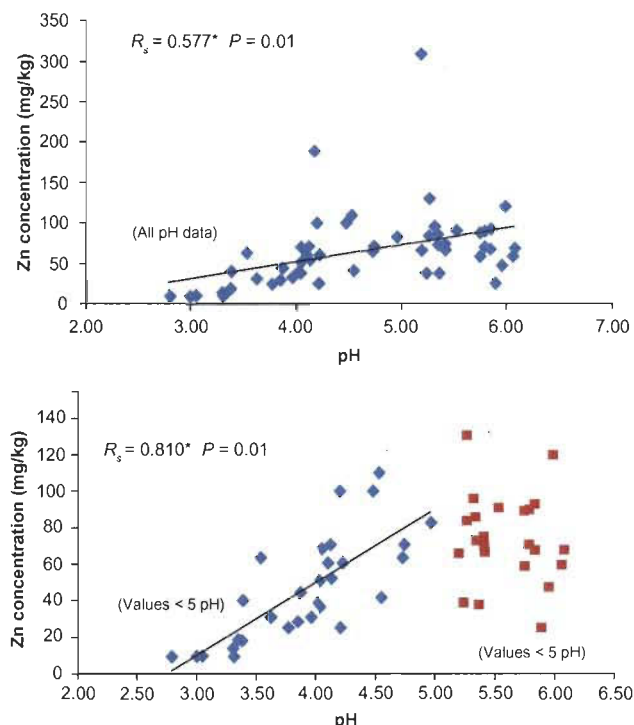 350
300
250
200
150
100
50
0
Zn concentration (mg/kg)
Rs = 0.577* P = 0.01
(All pH data)
2.00 3.00 4.00 5.00 6.00 7.00
pH
140
120
100
80
60
40
20
0
Zn concentration (mg/kg)
Rs = 0.810* P = 0.01
(Values < 5 pH)
(Values < 5 pH)
2.00 2.50 3.00 3.50 4.00 4.50 5.00 5.50 6.00 6.50
pH